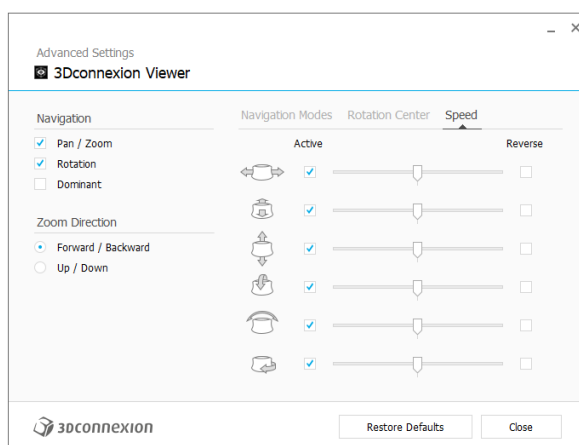 Advanced Settings
3Dconnexion Viewer
Navigation
Pan / Zoom
Rotation
Dominant
Zoom Direction
Forward / Backward
Up / Down
Navigation Modes Rotation Center Speed
Active Reverse
3Dconnexion
Restore Defaults Close